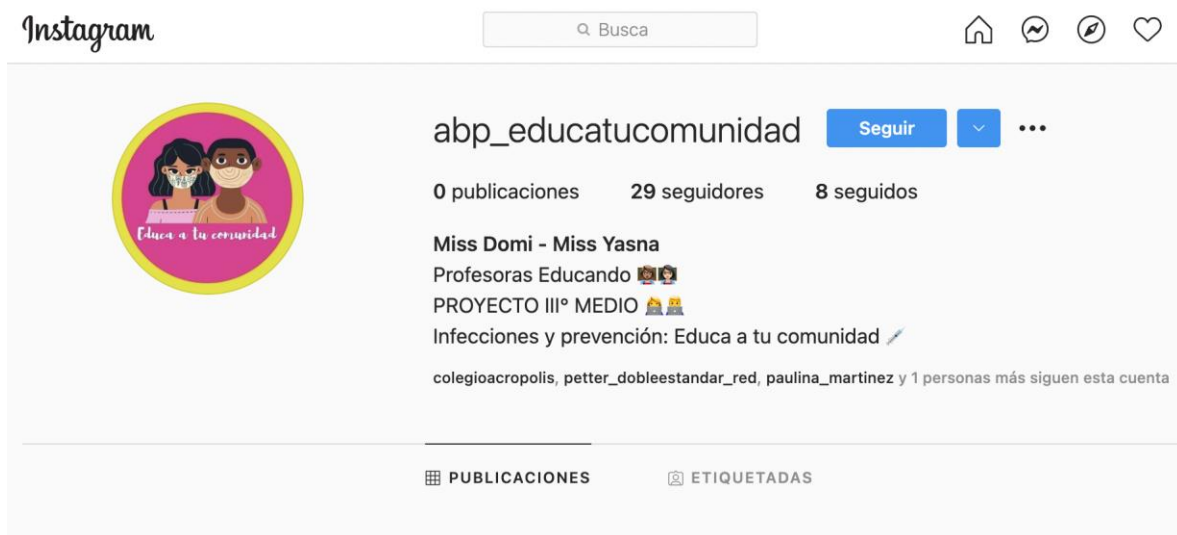 Instagram
Busca
Educa a tu comunidad
abp_educatucomunidad Seguir
0 publicaciones 29 seguidores 8 seguidos
Miss Domi - Miss Yasna
Profesoras Educando 👩🏾‍🏫👩🏻‍🏫
PROYECTO III° MEDIO 👩‍💻👨‍💻
Infecciones y prevención: Educa a tu comunidad 💉
colegioacropolis, petter_dobleestandar_red, paulina_martinez y 1 personas más siguen esta cuenta
PUBLICACIONES ETIQUETADAS